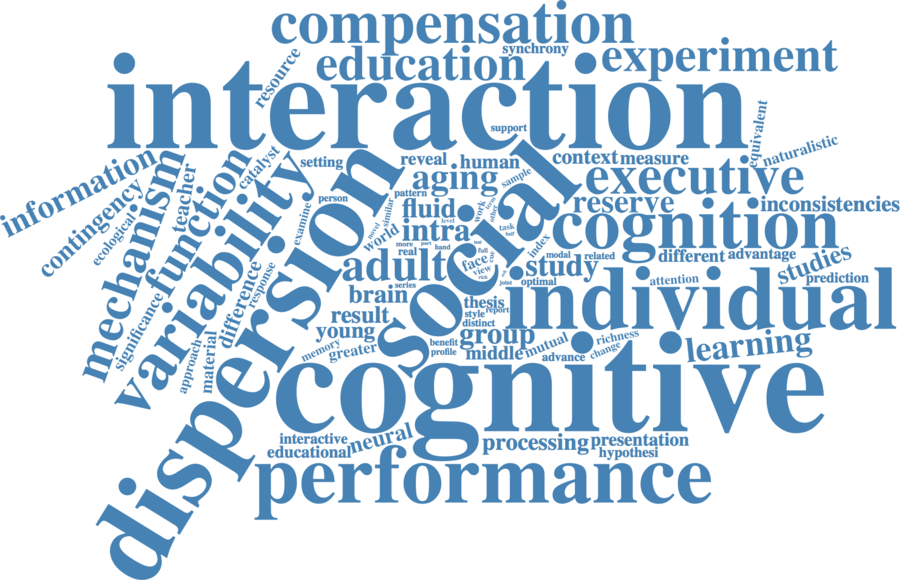 compensation
synchrony
education
experiment
resource
interaction
support
equivalent
naturalistic
information
contingency
ecological
mechanism
teacher
function
catalyst
variability
setting
person
examine
dispersion
reveal
human
context
measure
aging
sample
executive
pattern
similar
novel
fluid
level
intra
world
more
real
part
hand
work
term
other
task
half
social
reserve
cognition
inconsistencies
index
modal
related
different
advantage
adult
series
face
view
rich
full
joint
study
optimal
attention
studies
prediction
brain
result
young
thesis
style
report
distinct
individual
significance
approach
material
difference
response
memory
greater
benefit
profile
group
middle
mutual
advance
richness
change
learning
cognitive
interactive
educational
neural
processing
presentation
hypothesi
performance